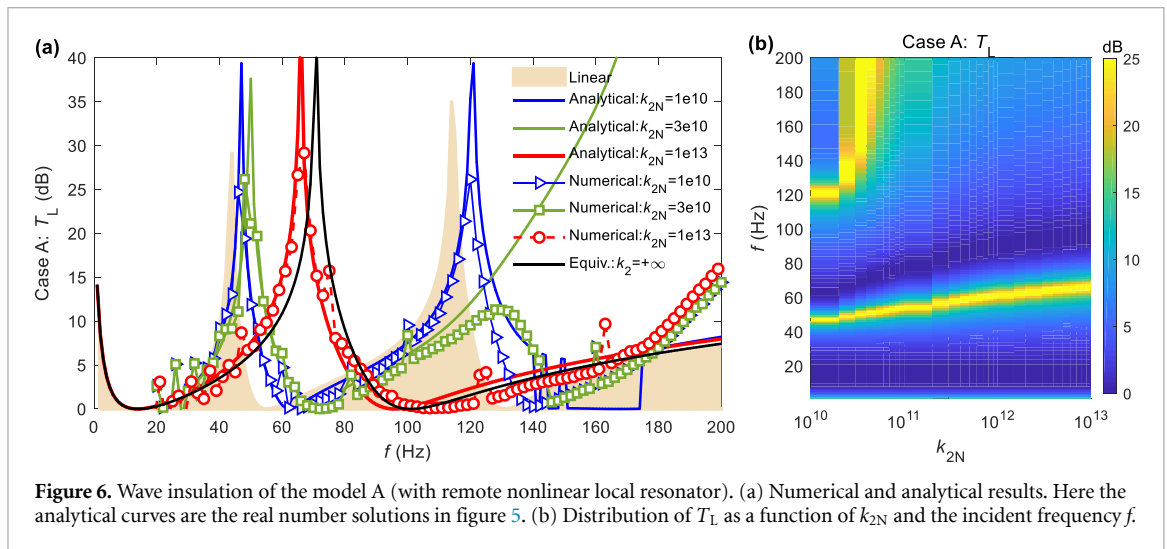 (a)
40
35
30
25
20
15
10
5
0
Case A: T_L (dB)
0 20 40 60 80 100 120 140 160 180 200
f (Hz)
Linear
Analytical:k_2N=1e10
Analytical:k_2N=3e10
Analytical:k_2N=1e13
Numerical:k_2N=1e10
Numerical:k_2N=3e10
Numerical:k_2N=1e13
Equiv.:k_2=+∞
(b)
Case A: T_L
dB
200
180
160
140
120
100
80
60
40
20
f (Hz)
10^10 10^11 10^12 10^13
k_2N
25
20
15
10
5
0
Figure 6. Wave insulation of the model A (with remote nonlinear local resonator). (a) Numerical and analytical results. Here the
analytical curves are the real number solutions in figure 5. (b) Distribution of T_L as a function of k_2N and the incident frequency f.